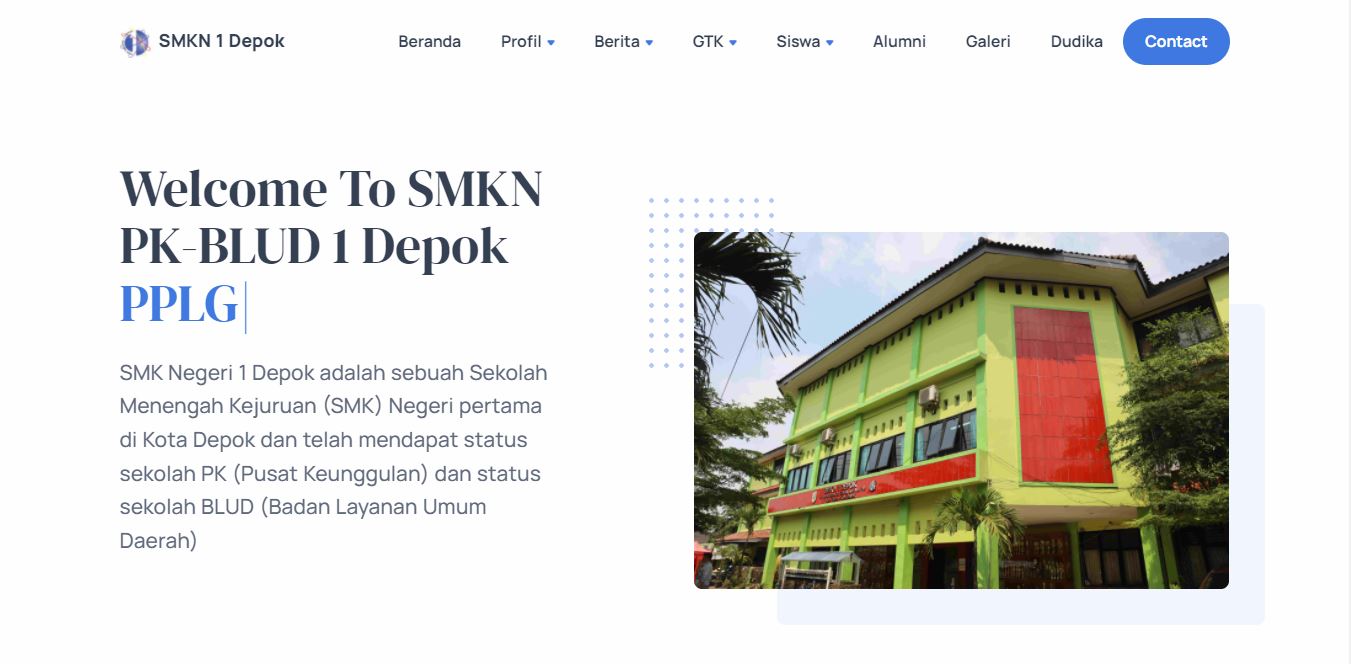 SMKN 1 Depok
Beranda Profil Berita GTK Siswa Alumni Galeri Dudika Contact
Welcome To SMKN
PK-BLUD 1 Depok
PPLG
SMK Negeri 1 Depok adalah sebuah Sekolah
Menengah Kejuruan (SMK) Negeri pertama
di Kota Depok dan telah mendapat status
sekolah PK (Pusat Keunggulan) dan status
sekolah BLUD (Badan Layanan Umum
Daerah)